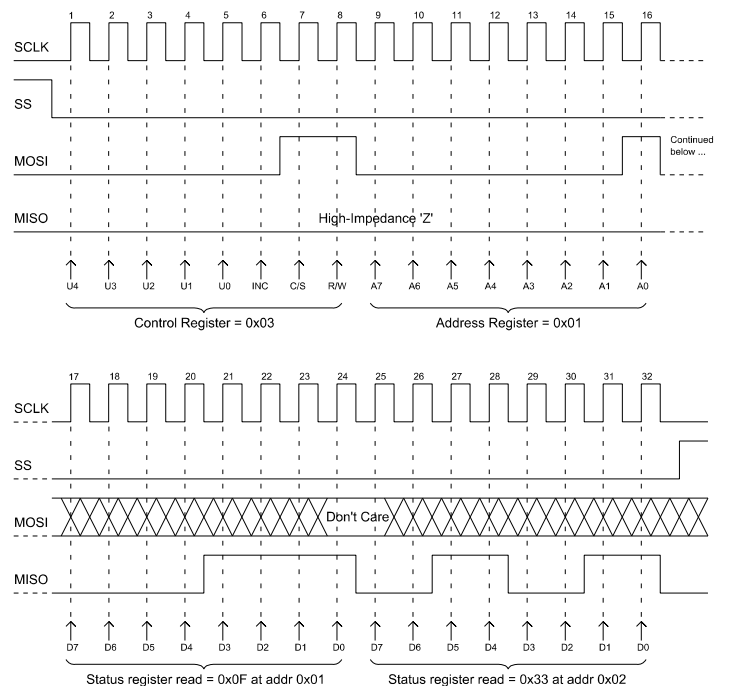 1 2 3 4 5 6 7 8 9 10 11 12 13 14 15 16
SCLK
SS
MOSI
Continued
below ...
MISO
High-Impedance 'Z'
U4 U3 U2 U1 U0 INC C/S R/W A7 A6 A5 A4 A3 A2 A1 A0
Control Register = 0x03 Address Register = 0x01
17 18 19 20 21 22 23 24 25 26 27 28 29 30 31 32
SCLK
SS
MOSI
Don't Care
MISO
D7 D6 D5 D4 D3 D2 D1 D0 D7 D6 D5 D4 D3 D2 D1 D0
Status register read = 0x0F at addr 0x01 Status register read = 0x33 at addr 0x02